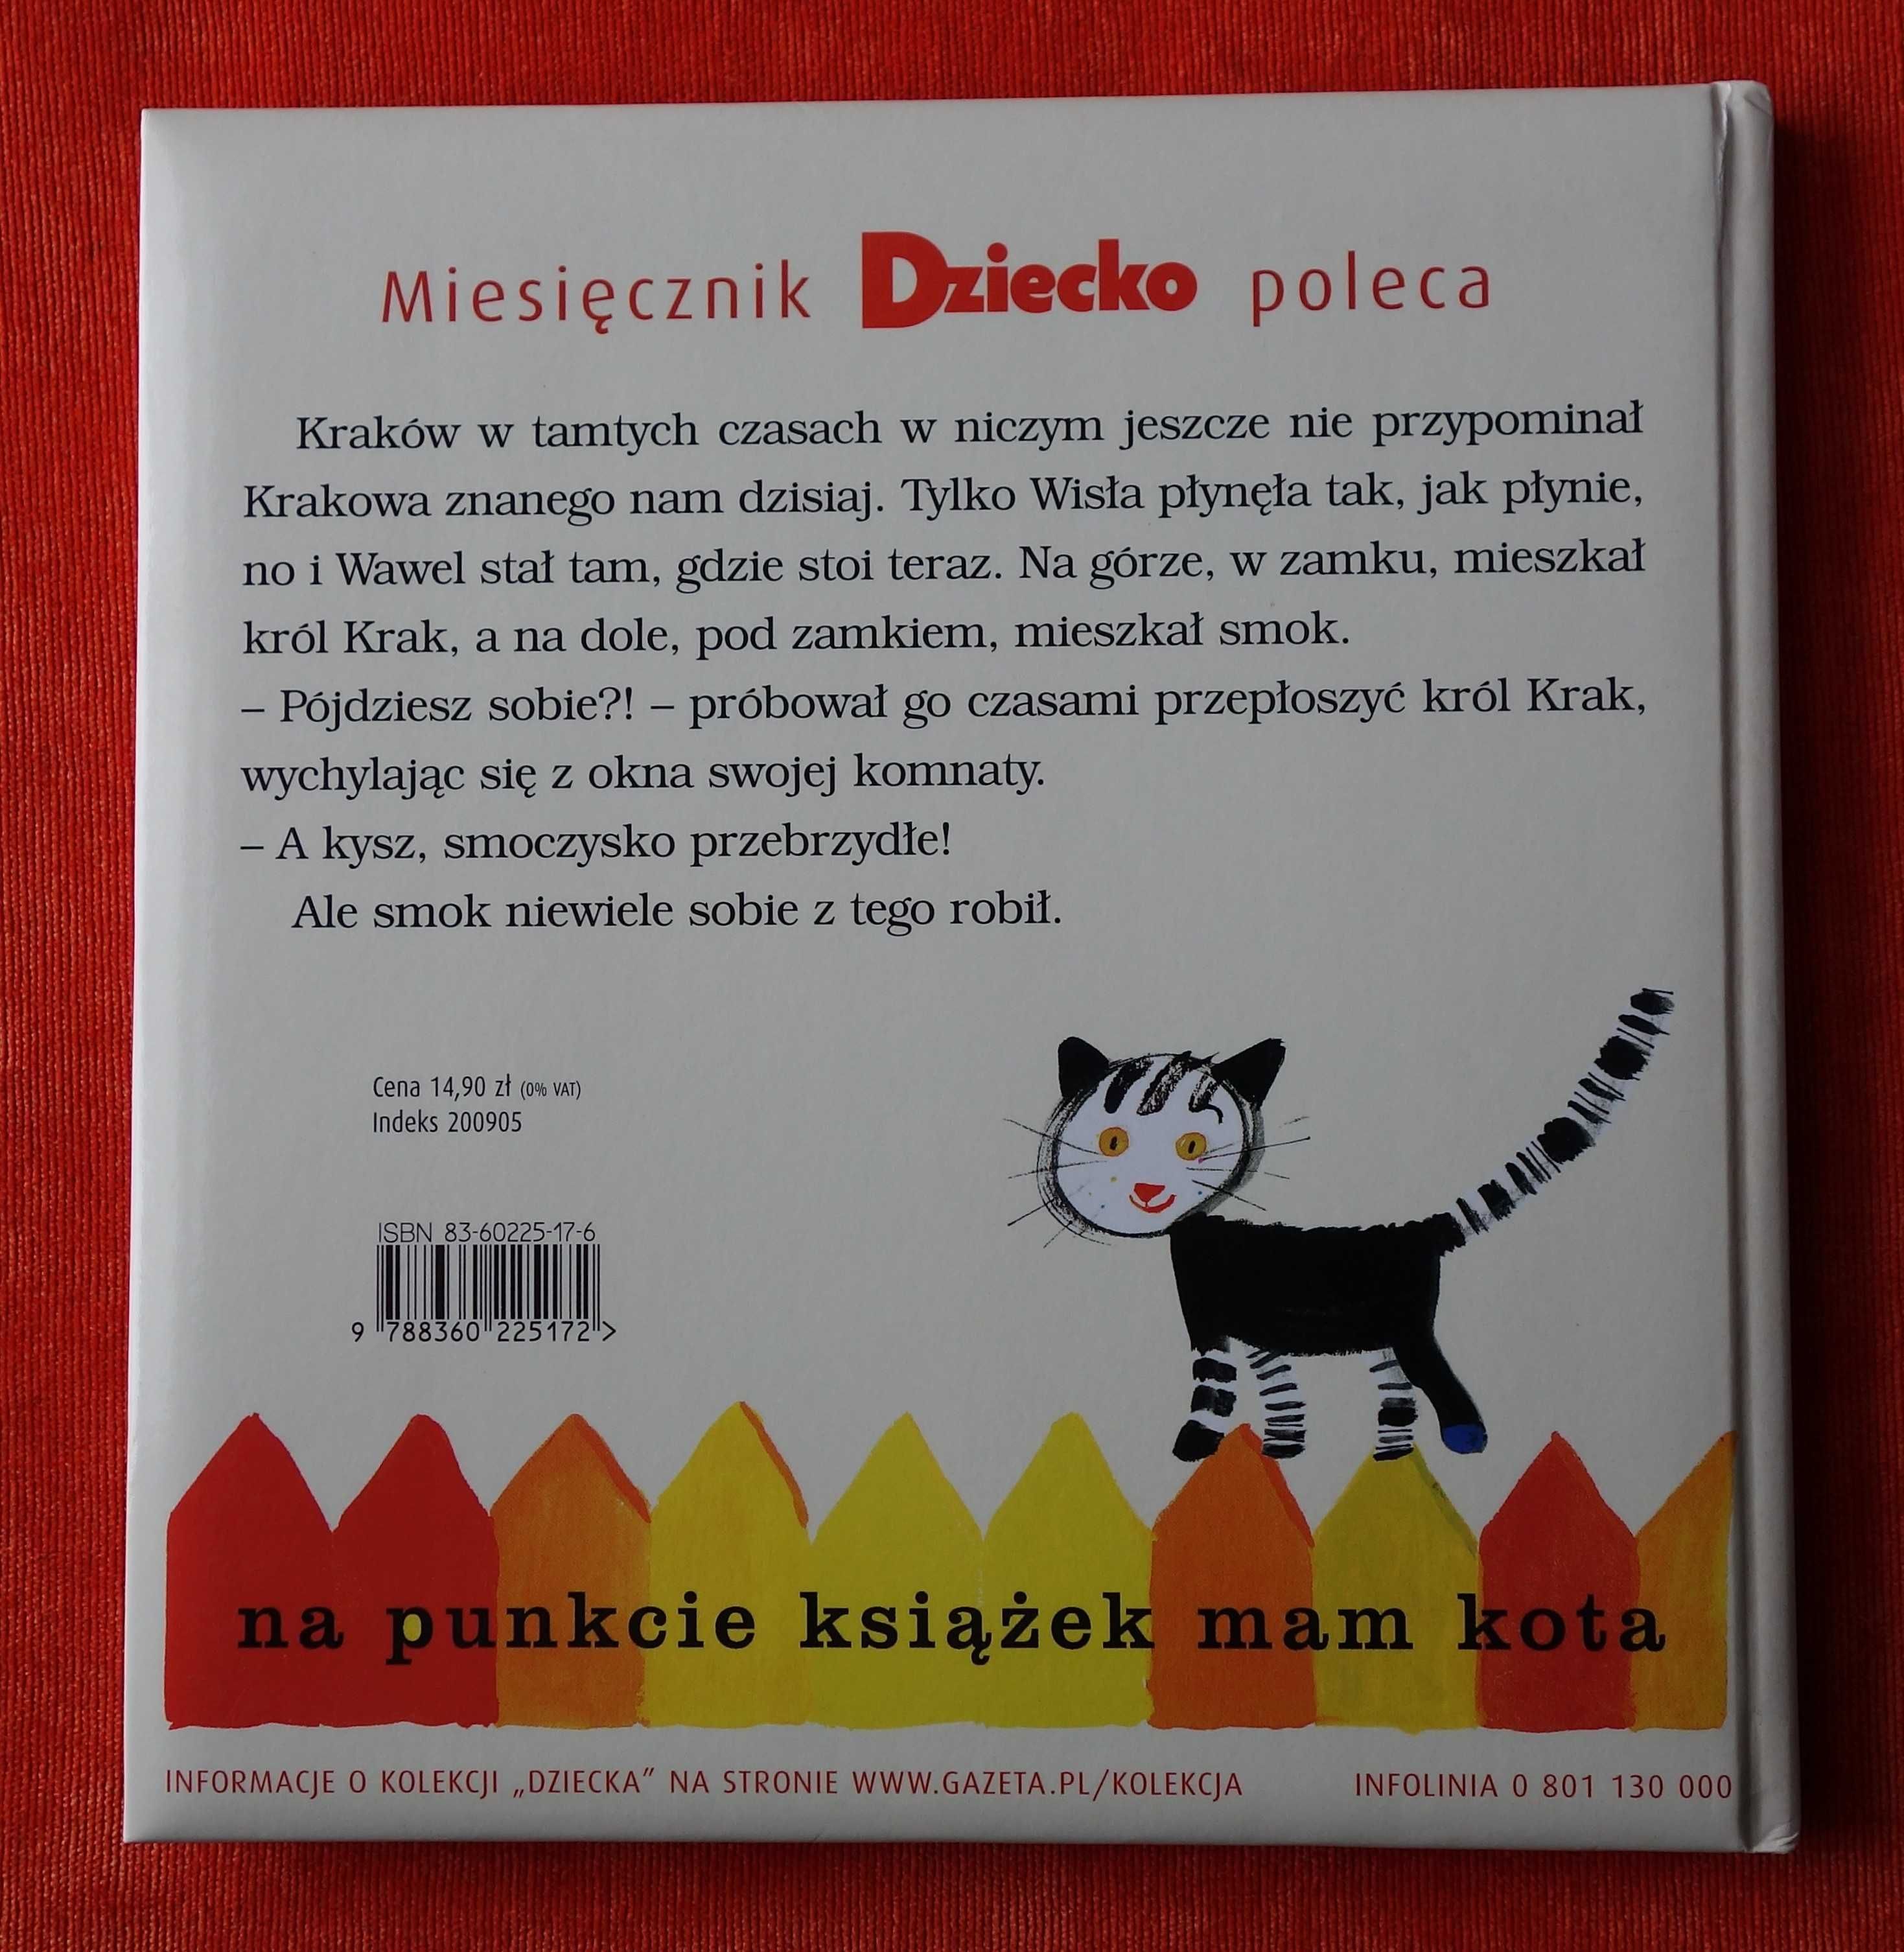 Miesięcznik Dziecko poleca
Kraków w tamtych czasach w niczym jeszcze nie przypominał
Krakowa znanego nam dzisiaj. Tylko Wisła płynęła tak, jak płynie,
no i Wawel stał tam, gdzie stoi teraz. Na górze, w zamku, mieszkał
król Krak, a na dole, pod zamkiem, mieszkał smok.
– Pójdziesz sobie?! – próbował go czasami przepłoszyć król Krak,
wychylając się z okna swojej komnaty.
– A kysz, smoczysko przebrzydłe!
Ale smok niewiele sobie z tego robił.
Cena 14,90 zł (0% VAT)
Indeks 200905
ISBN 83-60225-17-6
9 788360 225172 >
na punkcie książek mam kota
INFORMACJE O KOLEKCJI „DZIECKA” NA STRONIE WWW.GAZETA.PL/KOLEKCJA INFOLINIA 0 801 130 000